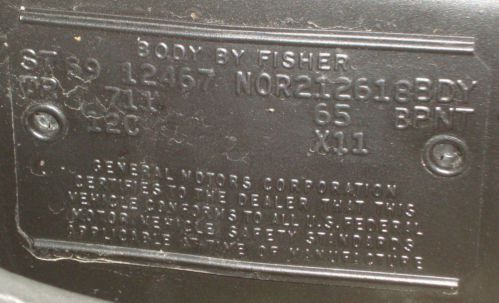 BODY BY FISHER
ST 69 12467 NOR212618BDY
TR 711 65 BPNT
12C X11
GENERAL MOTORS CORPORATION
CERTIFIES TO THE DEALER THAT THIS
VEHICLE CONFORMS TO ALL U.S. FEDERAL
MOTOR VEHICLE SAFETY STANDARDS
APPLICABLE AT TIME OF MANUFACTURE